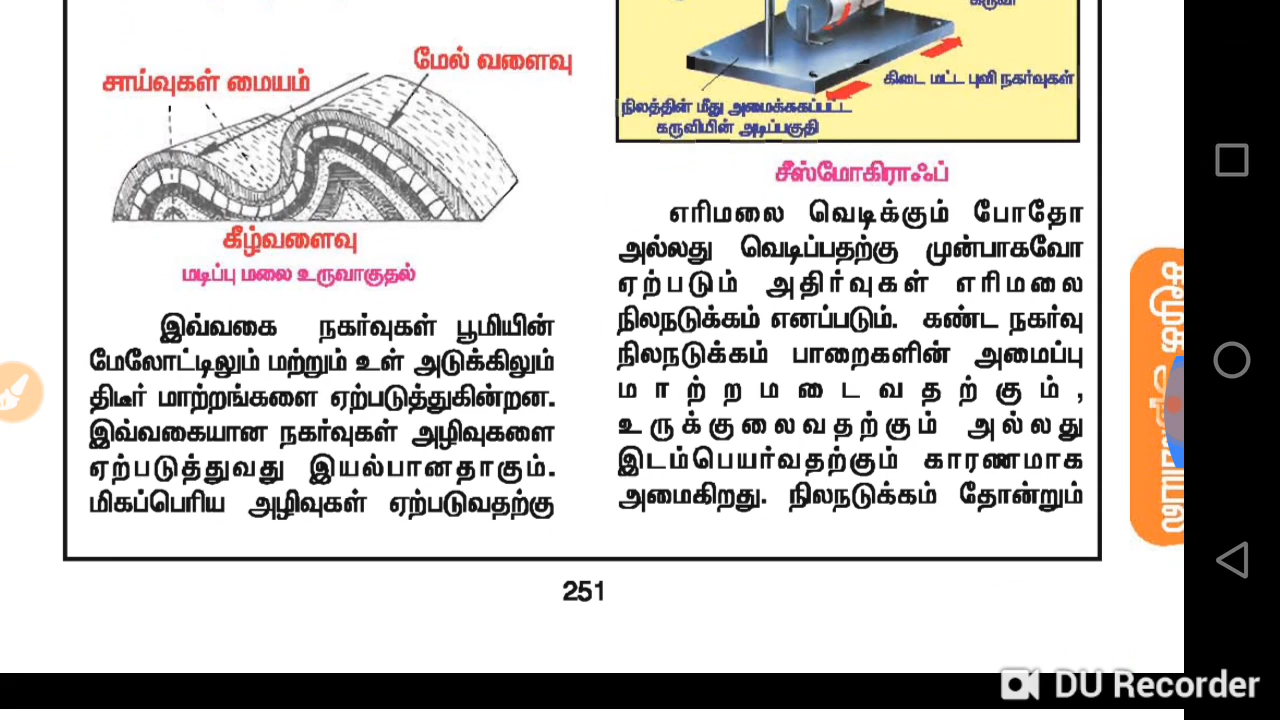 மேல் வளைவு
சாய்வுகள் மையம்
கீழ்வளைவு
மடிப்பு மலை உருவாகுதல்
இவ்வகை நகர்வுகள் பூமியின்
மேலோட்டிலும் மற்றும் உள் அடுக்கிலும்
திடீர் மாற்றங்களை ஏற்படுத்துகின்றன.
இவ்வகையான நகர்வுகள் அழிவுகளை
ஏற்படுத்துவது இயல்பானதாகும்.
மிகப்பெரிய அழிவுகள் ஏற்படுவதற்கு
கருவி
கிடை மட்ட புவி நகர்வுகள்
நிலத்தின் மீது அமைக்ககப்பட்ட
கருவியின் அடிப்பகுதி
சீஸ்மோகிராஃப்
எரிமலை வெடிக்கும் போதோ
அல்லது வெடிப்பதற்கு முன்பாகவோ
ஏற்படும் அதிர்வுகள் எரிமலை
நிலநடுக்கம் எனப்படும். கண்ட நகர்வு
நிலநடுக்கம் பாறைகளின் அமைப்பு
மாற்றமடைவதற்கும்,
உருக்குலைவதற்கும் அல்லது
இடம்பெயர்வதற்கும் காரணமாக
அமைகிறது. நிலநடுக்கம் தோன்றும்
251
DU Recorder